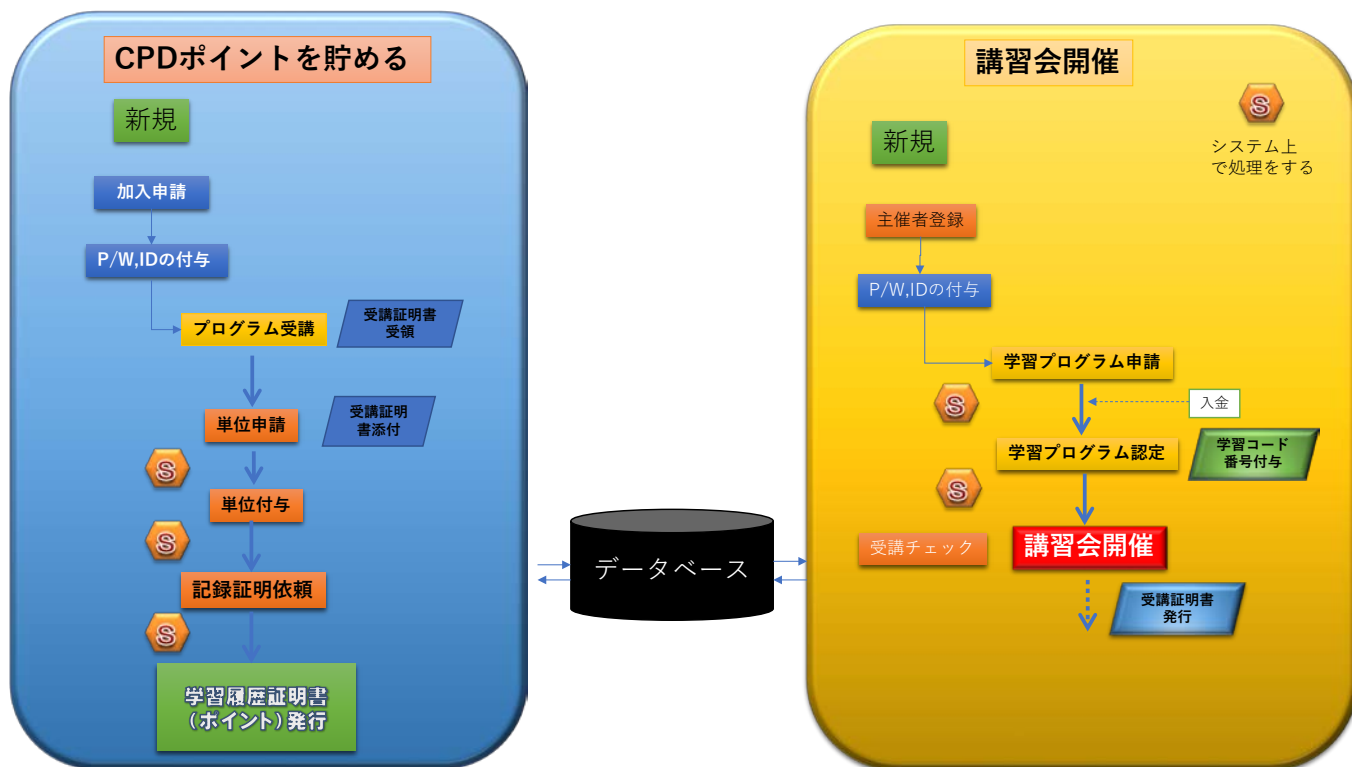 CPDポイントを貯める
新規
加入申請
P/W,IDの付与
プログラム受講
受講証明書
受領
単位申請
受講証明
書添付
S
単位付与
S
記録証明依頼
S
学習履歴証明書
(ポイント)発行
データベース
講習会開催
S
システム上
で処理をする
新規
主催者登録
P/W,IDの付与
学習プログラム申請
S
入金
学習プログラム認定
学習コード
番号付与
S
受講チェック
講習会開催
受講証明書
発行